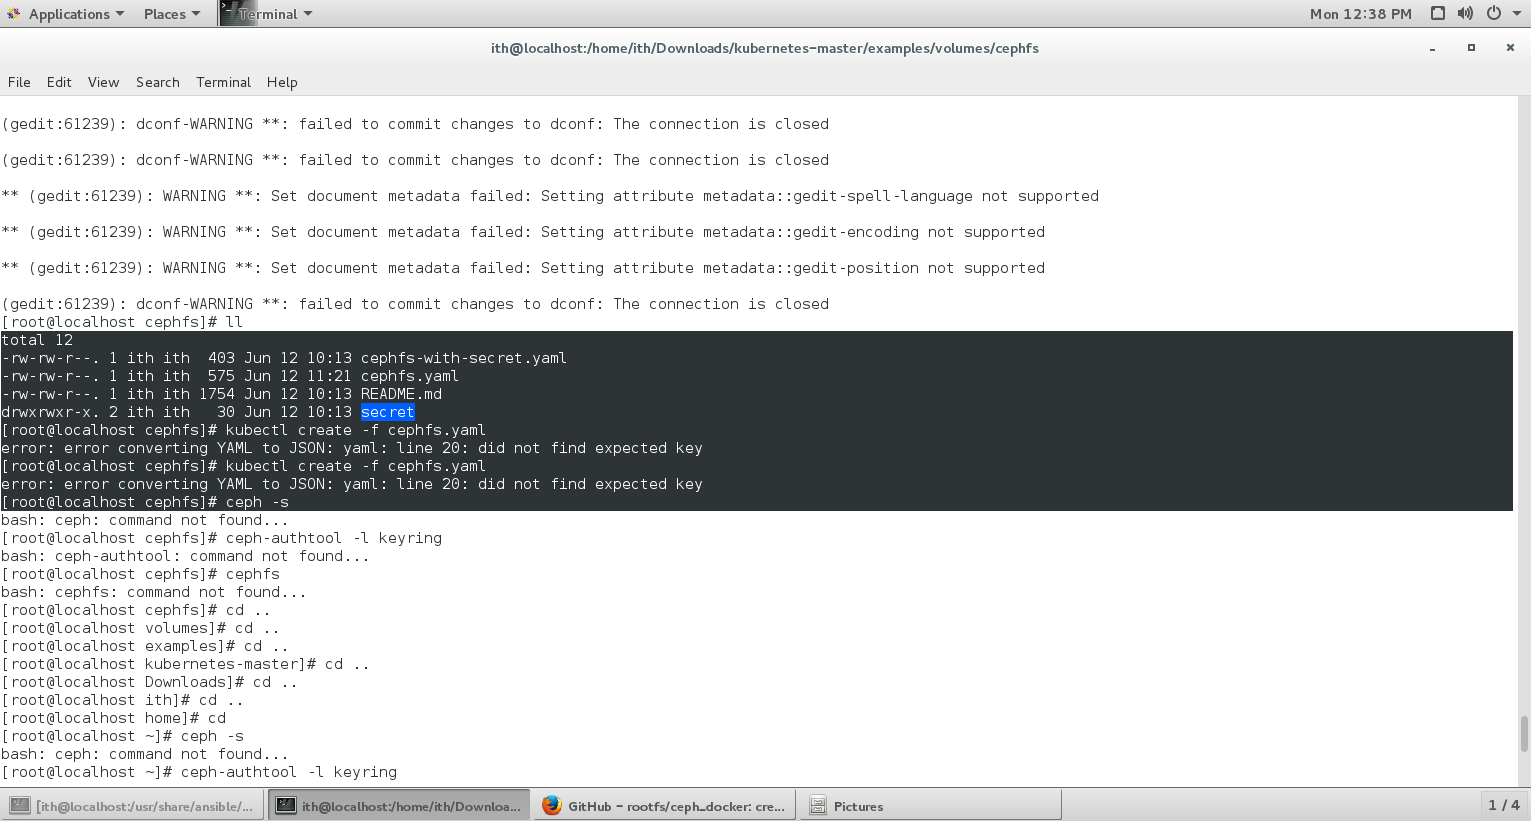 Applications Places Terminal Mon 12:38 PM
ith@localhost:/home/ith/Downloads/kubernetes-master/examples/volumes/cephfs
File Edit View Search Terminal Help
(gedit:61239): dconf-WARNING **: failed to commit changes to dconf: The connection is closed
(gedit:61239): dconf-WARNING **: failed to commit changes to dconf: The connection is closed
** (gedit:61239): WARNING **: Set document metadata failed: Setting attribute metadata::gedit-spell-language not supported
** (gedit:61239): WARNING **: Set document metadata failed: Setting attribute metadata::gedit-encoding not supported
** (gedit:61239): WARNING **: Set document metadata failed: Setting attribute metadata::gedit-position not supported
(gedit:61239): dconf-WARNING **: failed to commit changes to dconf: The connection is closed
[root@localhost cephfs]# ll
total 12
-rw-rw-r--. 1 ith ith  403 Jun 12 10:13 cephfs-with-secret.yaml
-rw-rw-r--. 1 ith ith  575 Jun 12 11:21 cephfs.yaml
-rw-rw-r--. 1 ith ith 1754 Jun 12 10:13 README.md
drwxrwxr-x. 2 ith ith   30 Jun 12 10:13 secret
[root@localhost cephfs]# kubectl create -f cephfs.yaml
error: error converting YAML to JSON: yaml: line 20: did not find expected key
[root@localhost cephfs]# kubectl create -f cephfs.yaml
error: error converting YAML to JSON: yaml: line 20: did not find expected key
[root@localhost cephfs]# ceph -s
bash: ceph: command not found...
[root@localhost cephfs]# ceph-authtool -l keyring
bash: ceph-authtool: command not found...
[root@localhost cephfs]# cephfs
bash: cephfs: command not found...
[root@localhost cephfs]# cd ..
[root@localhost volumes]# cd ..
[root@localhost examples]# cd ..
[root@localhost kubernetes-master]# cd ..
[root@localhost Downloads]# cd ..
[root@localhost ith]# cd ..
[root@localhost home]# cd
[root@localhost ~]# ceph -s
bash: ceph: command not found...
[root@localhost ~]# ceph-authtool -l keyring
[ith@localhost:/usr/share/ansible/... ith@localhost:/home/ith/Downloa... GitHub - rootfs/ceph_docker: cre... Pictures 1 / 4